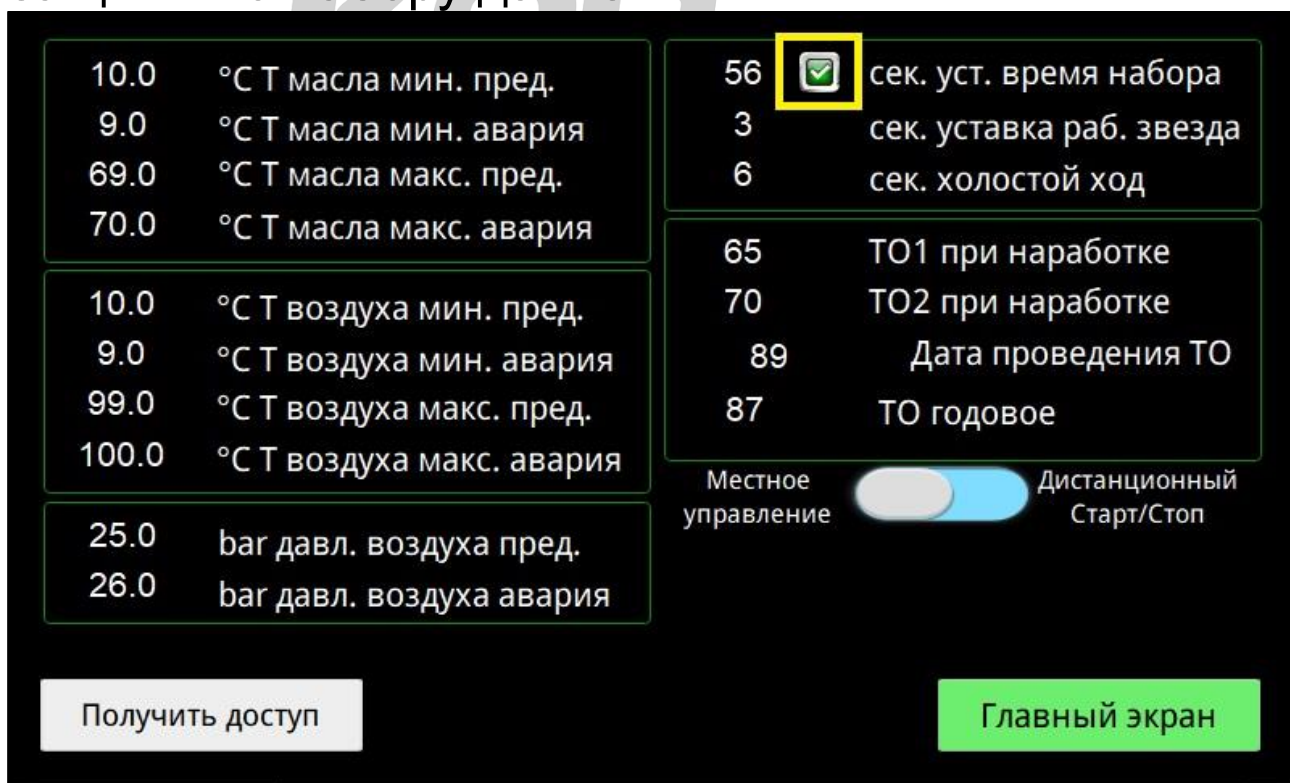 10.0 °C T масла мин. пред.
9.0 °C T масла мин. авария
69.0 °C T масла макс. пред.
70.0 °C T масла макс. авария
10.0 °C T воздуха мин. пред.
9.0 °C T воздуха мин. авария
99.0 °C T воздуха макс. пред.
100.0 °C T воздуха макс. авария
25.0 bar давл. воздуха пред.
26.0 bar давл. воздуха авария
56 сек. уст. время набора
3 сек. уставка раб. звезда
6 сек. холостой ход
65 ТО1 при наработке
70 ТО2 при наработке
89 Дата проведения ТО
87 ТО годовое
Местное
управление
Дистанционный
Старт/Стоп
Получить доступ
Главный экран